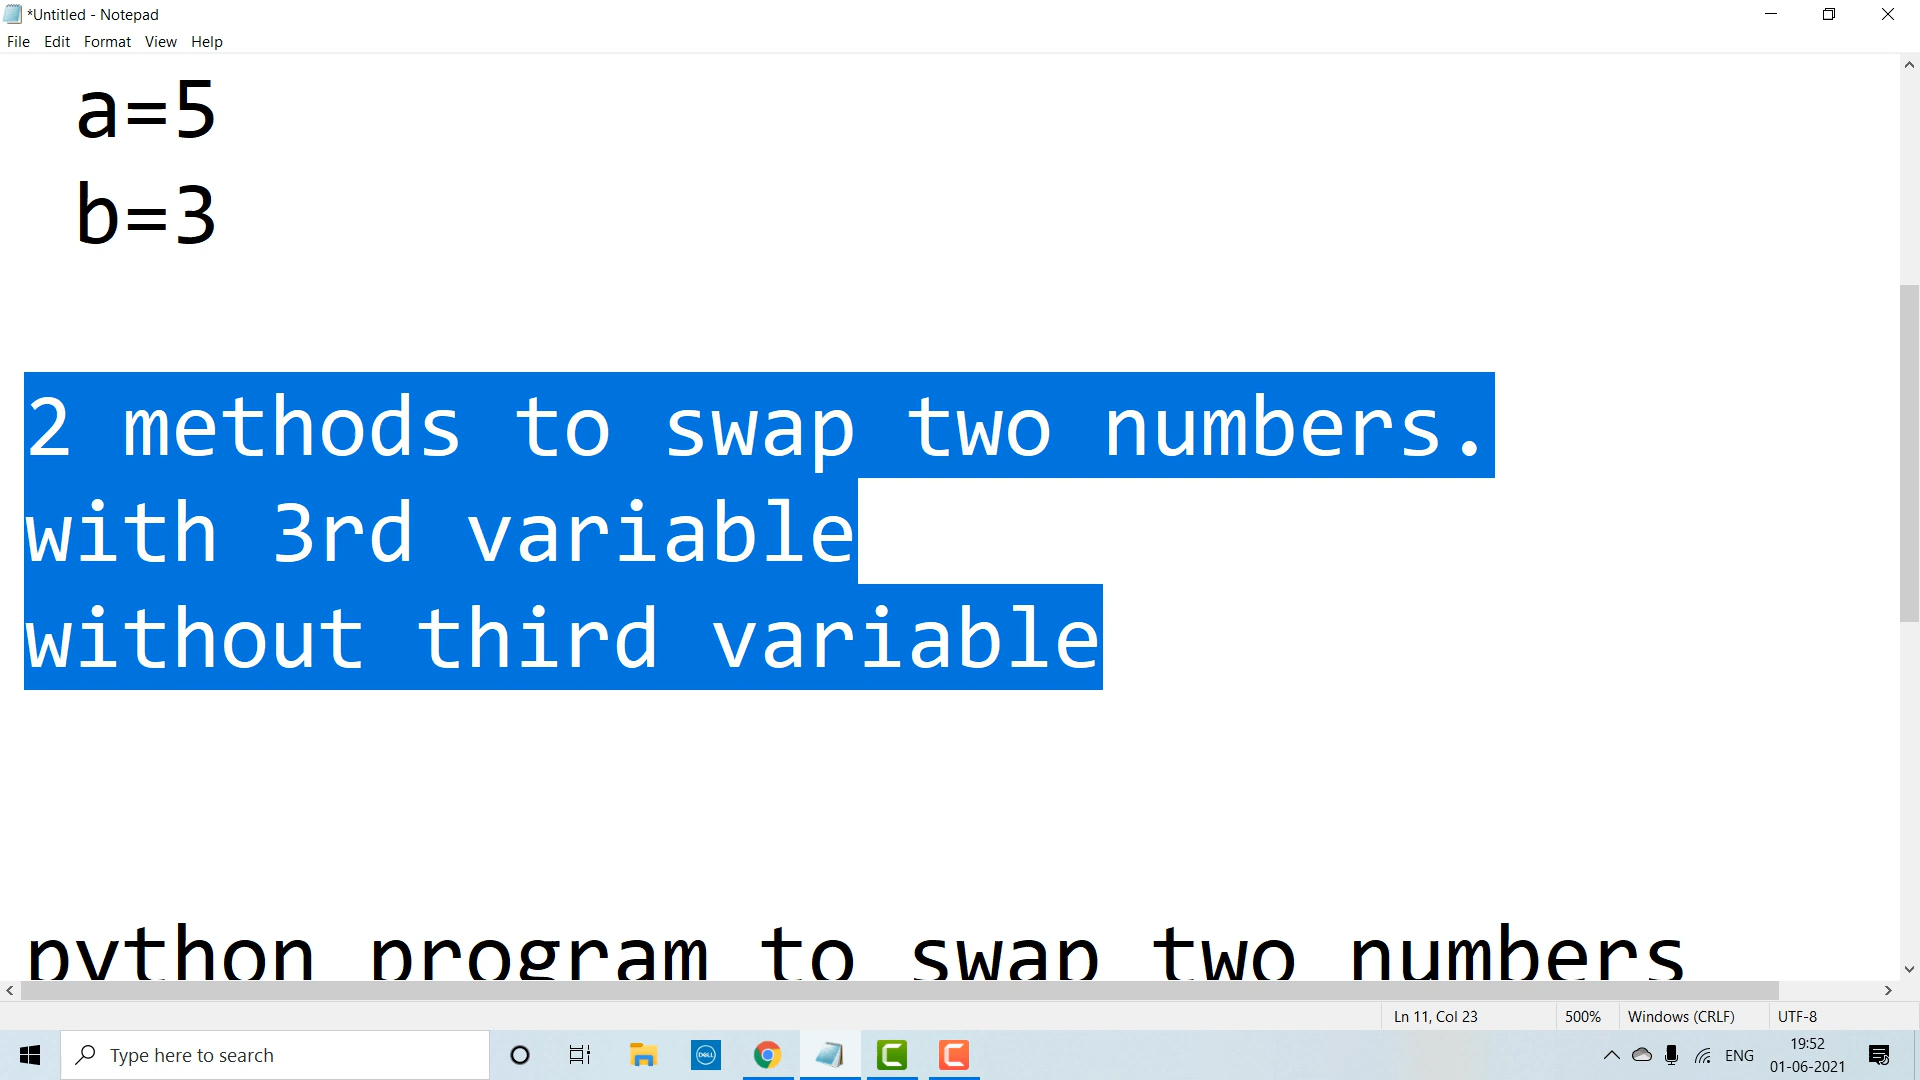 *Untitled - Notepad
File Edit Format View Help
a=5
b=3
2 methods to swap two numbers.
with 3rd variable
without third variable
python program to swap two numbers
Ln 11, Col 23 500% Windows (CRLF) UTF-8
Type here to search
DELL
ENG
19:52
01-06-2021